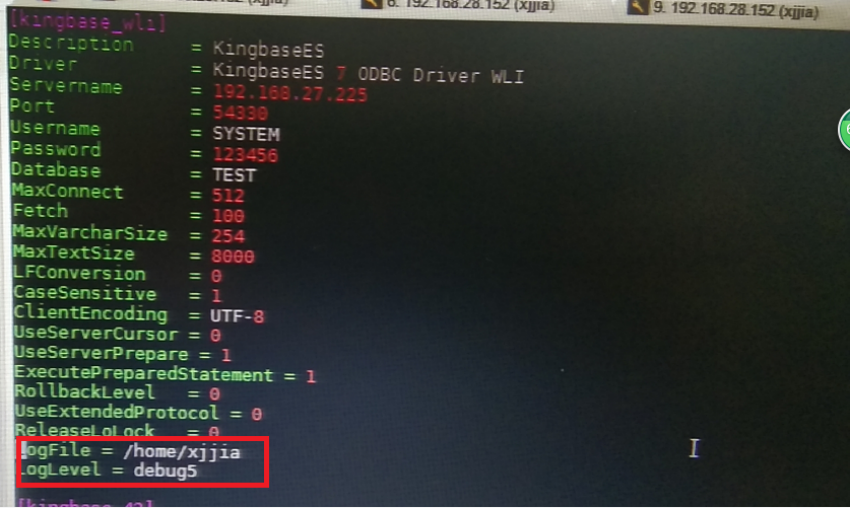 6. 192.168.28.152 (xjjia)
9. 192.168.28.152 (xjjia)
[kingbase_wli]
Description = KingbaseES
Driver = KingbaseES 7 ODBC Driver WLI
Servername = 192.168.27.225
Port = 54330
Username = SYSTEM
Password = 123456
Database = TEST
MaxConnect = 512
Fetch = 100
MaxVarcharSize = 254
MaxTextSize = 8000
LFConversion = 0
CaseSensitive = 1
ClientEncoding = UTF-8
UseServerCursor = 0
UseServerPrepare = 1
ExecutePreparedStatement = 1
RollbackLevel = 0
UseExtendedProtocol = 0
ReleaseLoLock = 0
LogFile = /home/xjjia
LogLevel = debug5